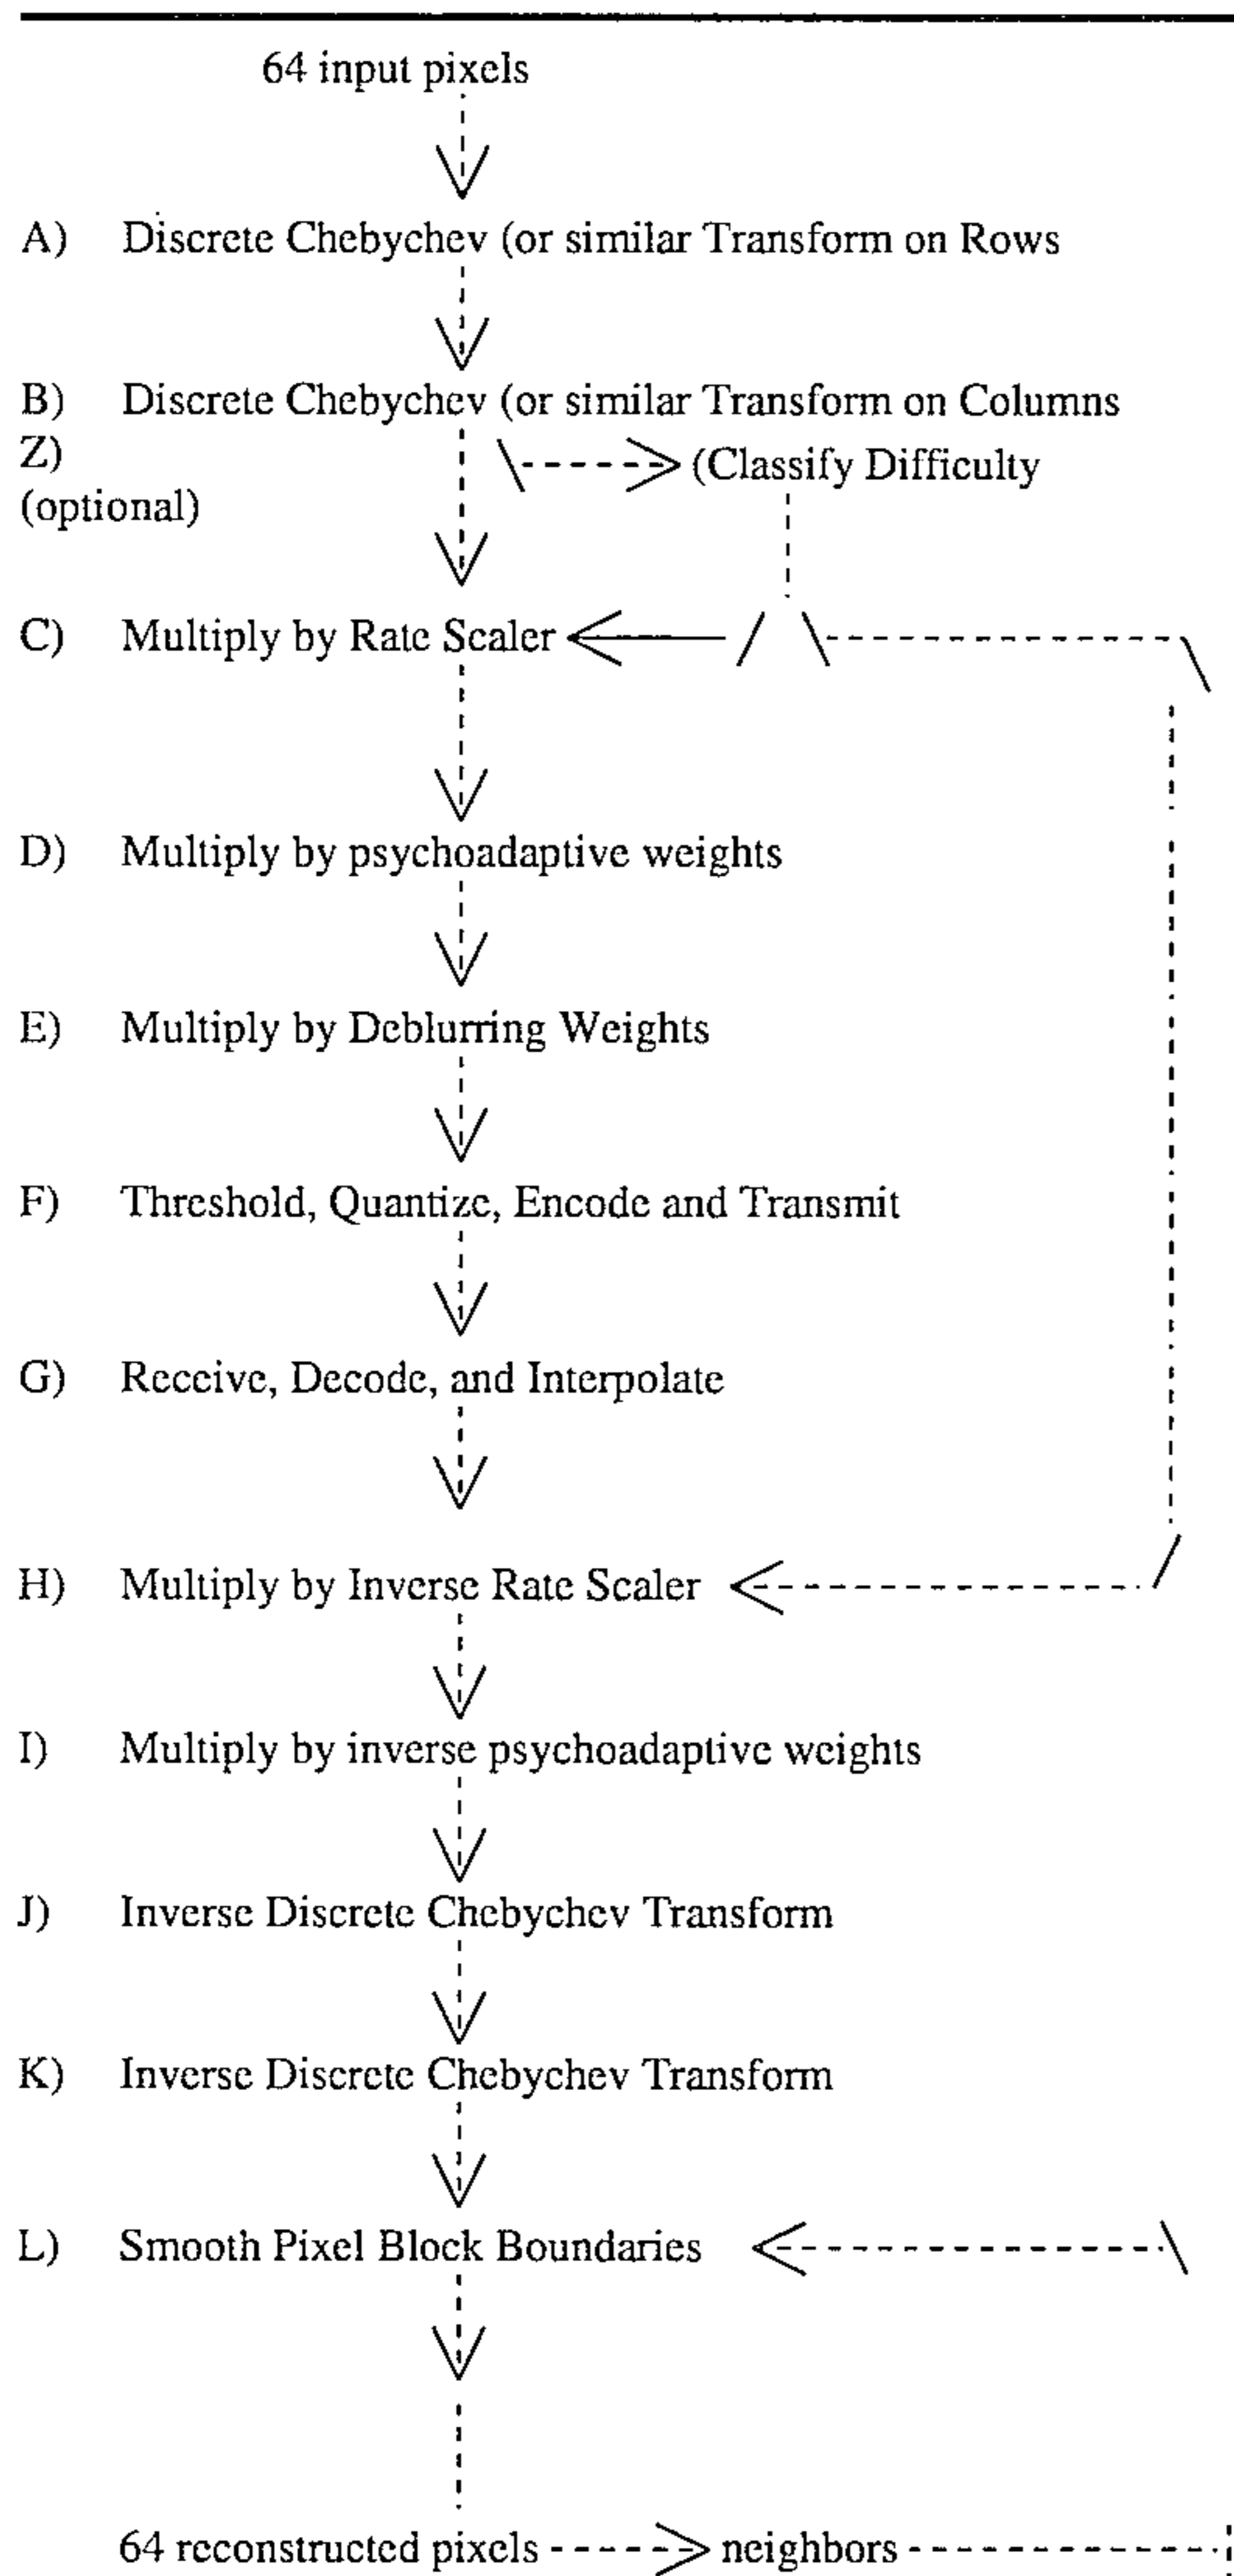 64 input pixels
A) Discrete Chebychev (or similar Transform on Rows
B) Discrete Chebychev (or similar Transform on Columns
Z) (Classify Difficulty
(optional)
C) Multiply by Rate Scaler
D) Multiply by psychoadaptive weights
E) Multiply by Deblurring Weights
F) Threshold, Quantize, Encode and Transmit
G) Receive, Decode, and Interpolate
H) Multiply by Inverse Rate Scaler
I) Multiply by inverse psychoadaptive weights
J) Inverse Discrete Chebychev Transform
K) Inverse Discrete Chebychev Transform
L) Smooth Pixel Block Boundaries
64 reconstructed pixels neighbors